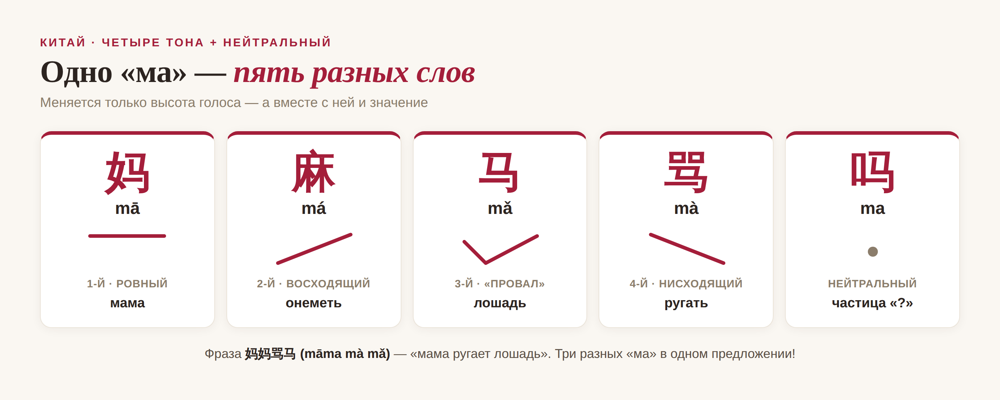 КИТАЙ · ЧЕТЫРЕ ТОНА + НЕЙТРАЛЬНЫЙ
Одно «ма» — пять разных слов
Меняется только высота голоса — а вместе с ней и значение
妈
mā
1-Й · РОВНЫЙ
мама
麻
má
2-Й · ВОСХОДЯЩИЙ
онеметь
马
mǎ
3-Й · «ПРОВАЛ»
лошадь
骂
mà
4-Й · НИСХОДЯЩИЙ
ругать
吗
ma
НЕЙТРАЛЬНЫЙ
частица «?»
Фраза 妈妈骂马 (māma mà mǎ) — «мама ругает лошадь». Три разных «ма» в одном предложении!